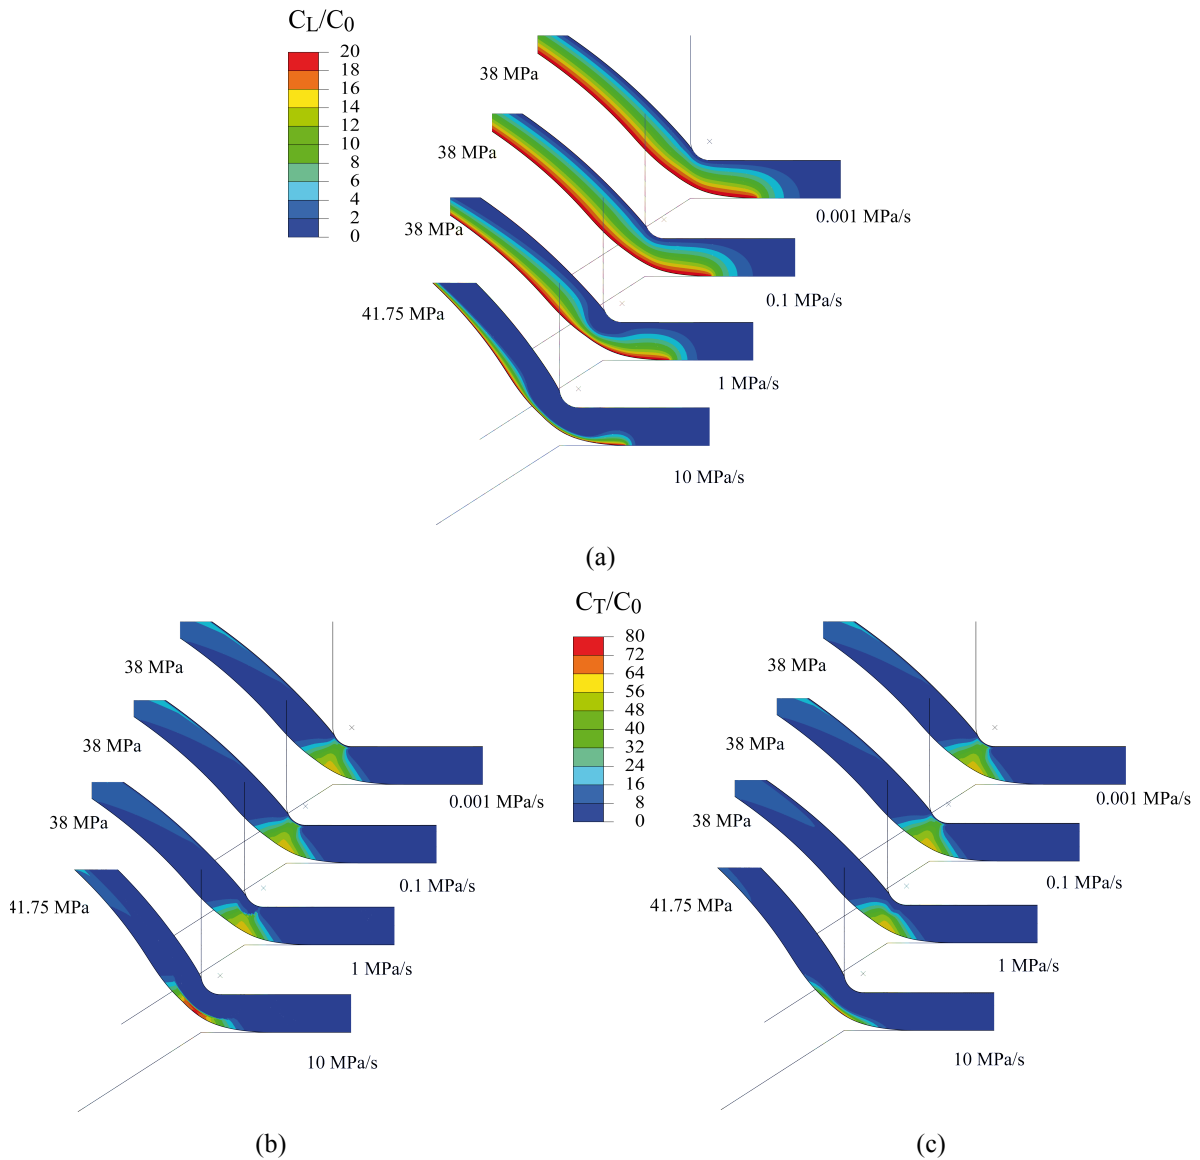 C_L/C_0
20
18
16
14
12
10
8
6
4
2
0
38 MPa
38 MPa
38 MPa
41.75 MPa
0.001 MPa/s
0.1 MPa/s
1 MPa/s
10 MPa/s
(a)
C_T/C_0
80
72
64
56
48
40
32
24
16
8
0
38 MPa
38 MPa
38 MPa
41.75 MPa
0.001 MPa/s
0.1 MPa/s
1 MPa/s
10 MPa/s
(b)
38 MPa
38 MPa
38 MPa
41.75 MPa
0.001 MPa/s
0.1 MPa/s
1 MPa/s
10 MPa/s
(c)